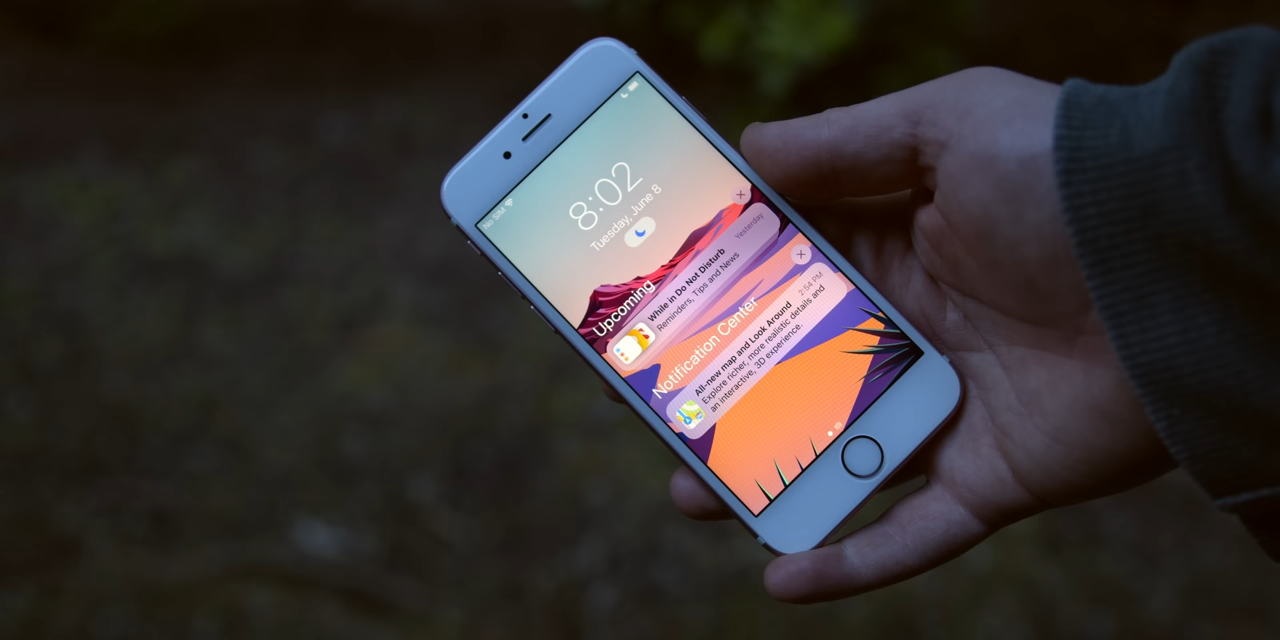 No SIM
8:02
Tuesday, June 8
Upcoming
While in Do Not Disturb
Yesterday
Reminders, Tips and News
Notification Center
All-new map and Look Around
2:54 PM
Explore richer, more realistic details and
an interactive, 3D experience.